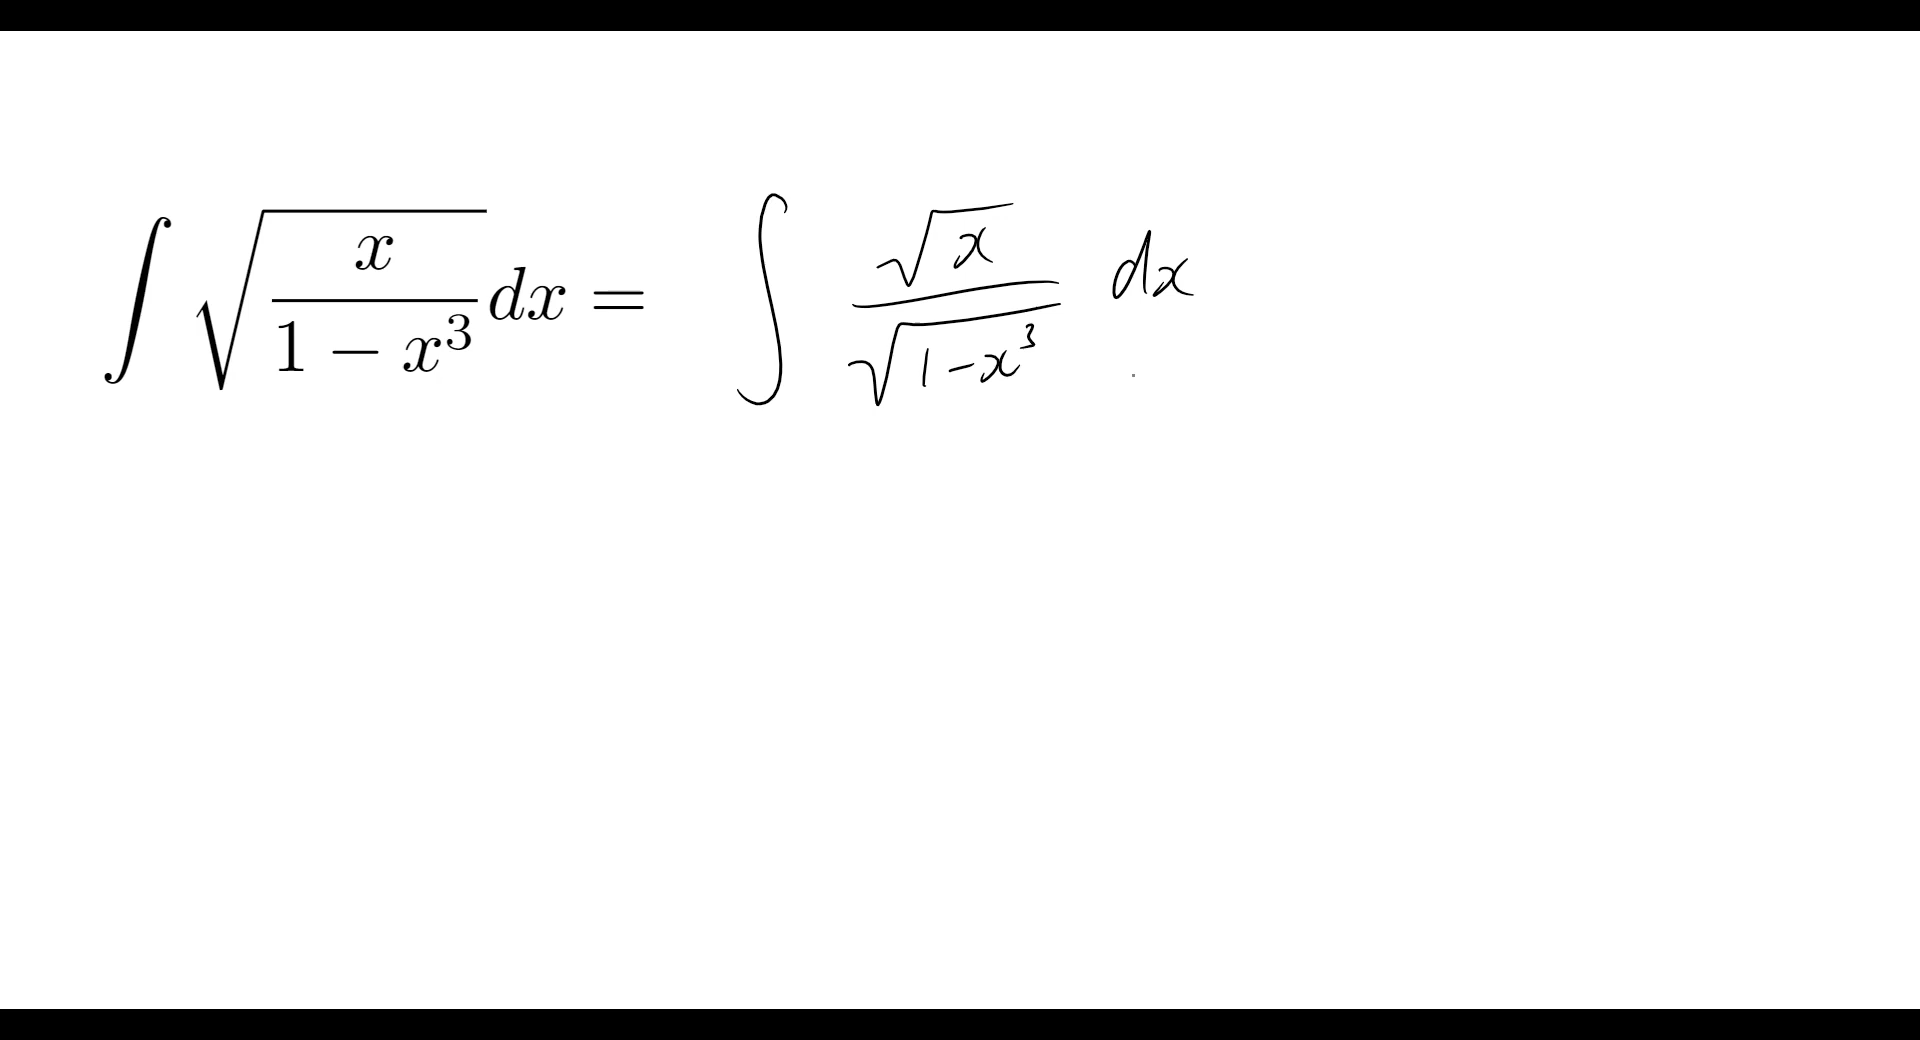 ∫ √(x/(1 − x³)) dx = ∫ √x / √(1−x³) dx